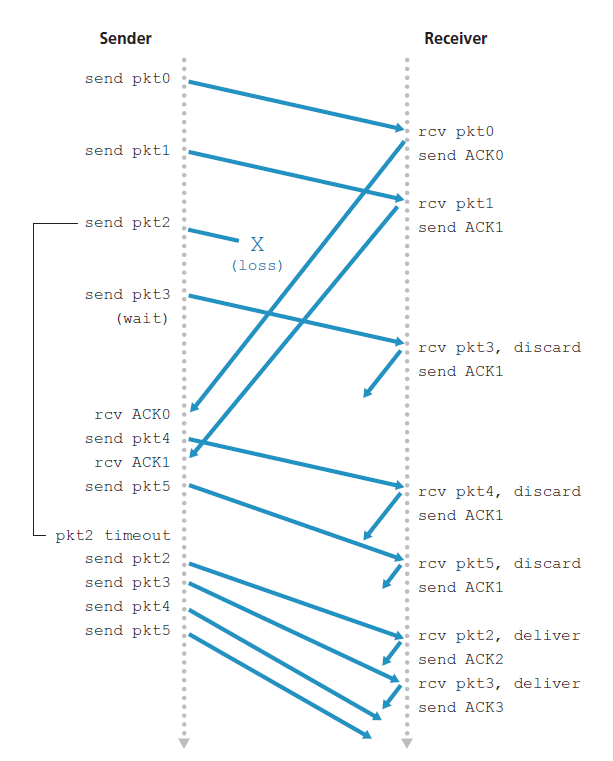 Sender
Receiver
send pkt0
rcv pkt0
send ACK0
send pkt1
rcv pkt1
send ACK1
send pkt2
X
(loss)
send pkt3
(wait)
rcv pkt3, discard
send ACK1
rcv ACK0
send pkt4
rcv ACK1
send pkt5
rcv pkt4, discard
send ACK1
pkt2 timeout
send pkt2
send pkt3
send pkt4
send pkt5
rcv pkt5, discard
send ACK1
rcv pkt2, deliver
send ACK2
rcv pkt3, deliver
send ACK3